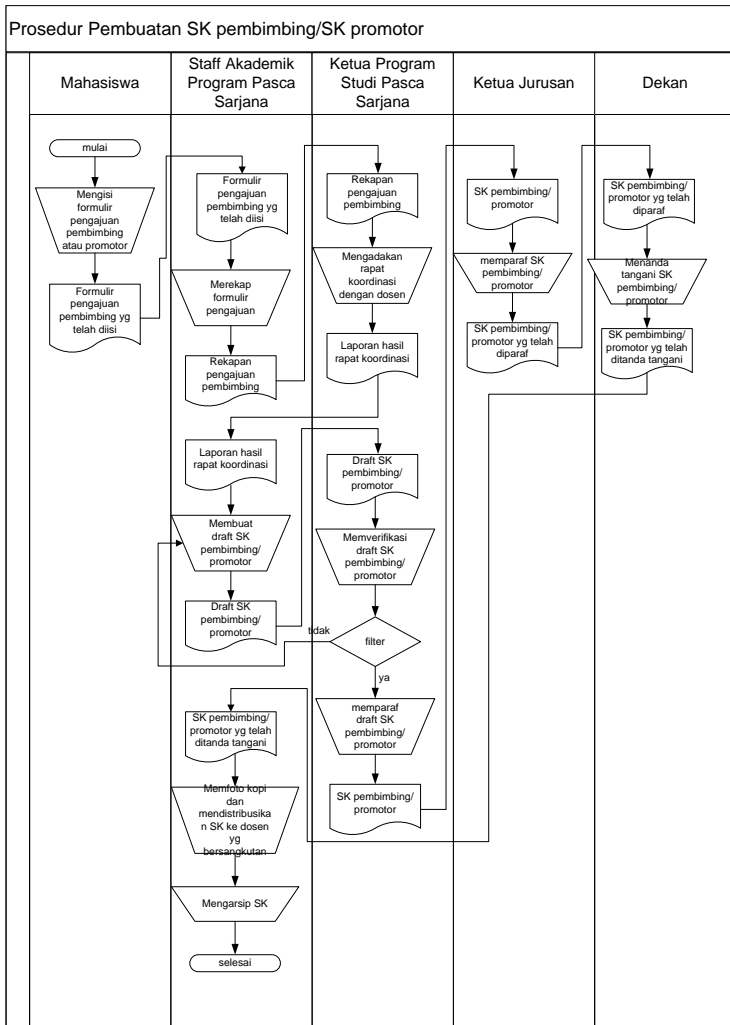 Prosedur Pembuatan SK pembimbing/SK promotor
Mahasiswa
Staff Akademik
Program Pasca
Sarjana
Ketua Program
Studi Pasca
Sarjana
Ketua Jurusan
Dekan
mulai
Mengisi
formulir
pengajuan
pembimbing
atau promotor
Formulir
pengajuan
pembimbing yg
telah diisi
Formulir
pengajuan
pembimbing yg
telah diisi
Merekap
formulir
pengajuan
Rekapan
pengajuan
pembimbing
Rekapan
pengajuan
pembimbing
Mengadakan
rapat
koordinasi
dengan dosen
Laporan hasil
rapat koordinasi
SK pembimbing/
promotor
memparaf SK
pembimbing/
promotor
SK pembimbing/
promotor yg telah
diparaf
SK pembimbing/
promotor yg telah
diparaf
Menanda
tangani SK
pembimbing/
promotor
SK pembimbing/
promotor yg telah
ditanda tangani
Laporan hasil
rapat koordinasi
Membuat
draft SK
pembimbing/
promotor
Draft SK
pembimbing/
promotor
Draft SK
pembimbing/
promotor
Memverifikasi
draft SK
pembimbing/
promotor
filter
tidak
ya
memparaf
draft SK
pembimbing/
promotor
SK pembimbing/
promotor
SK pembimbing/
promotor yg telah
ditanda tangani
Memfoto kopi
dan
mendistribusika
n SK ke dosen
yg
bersangkutan
Mengarsip SK
selesai